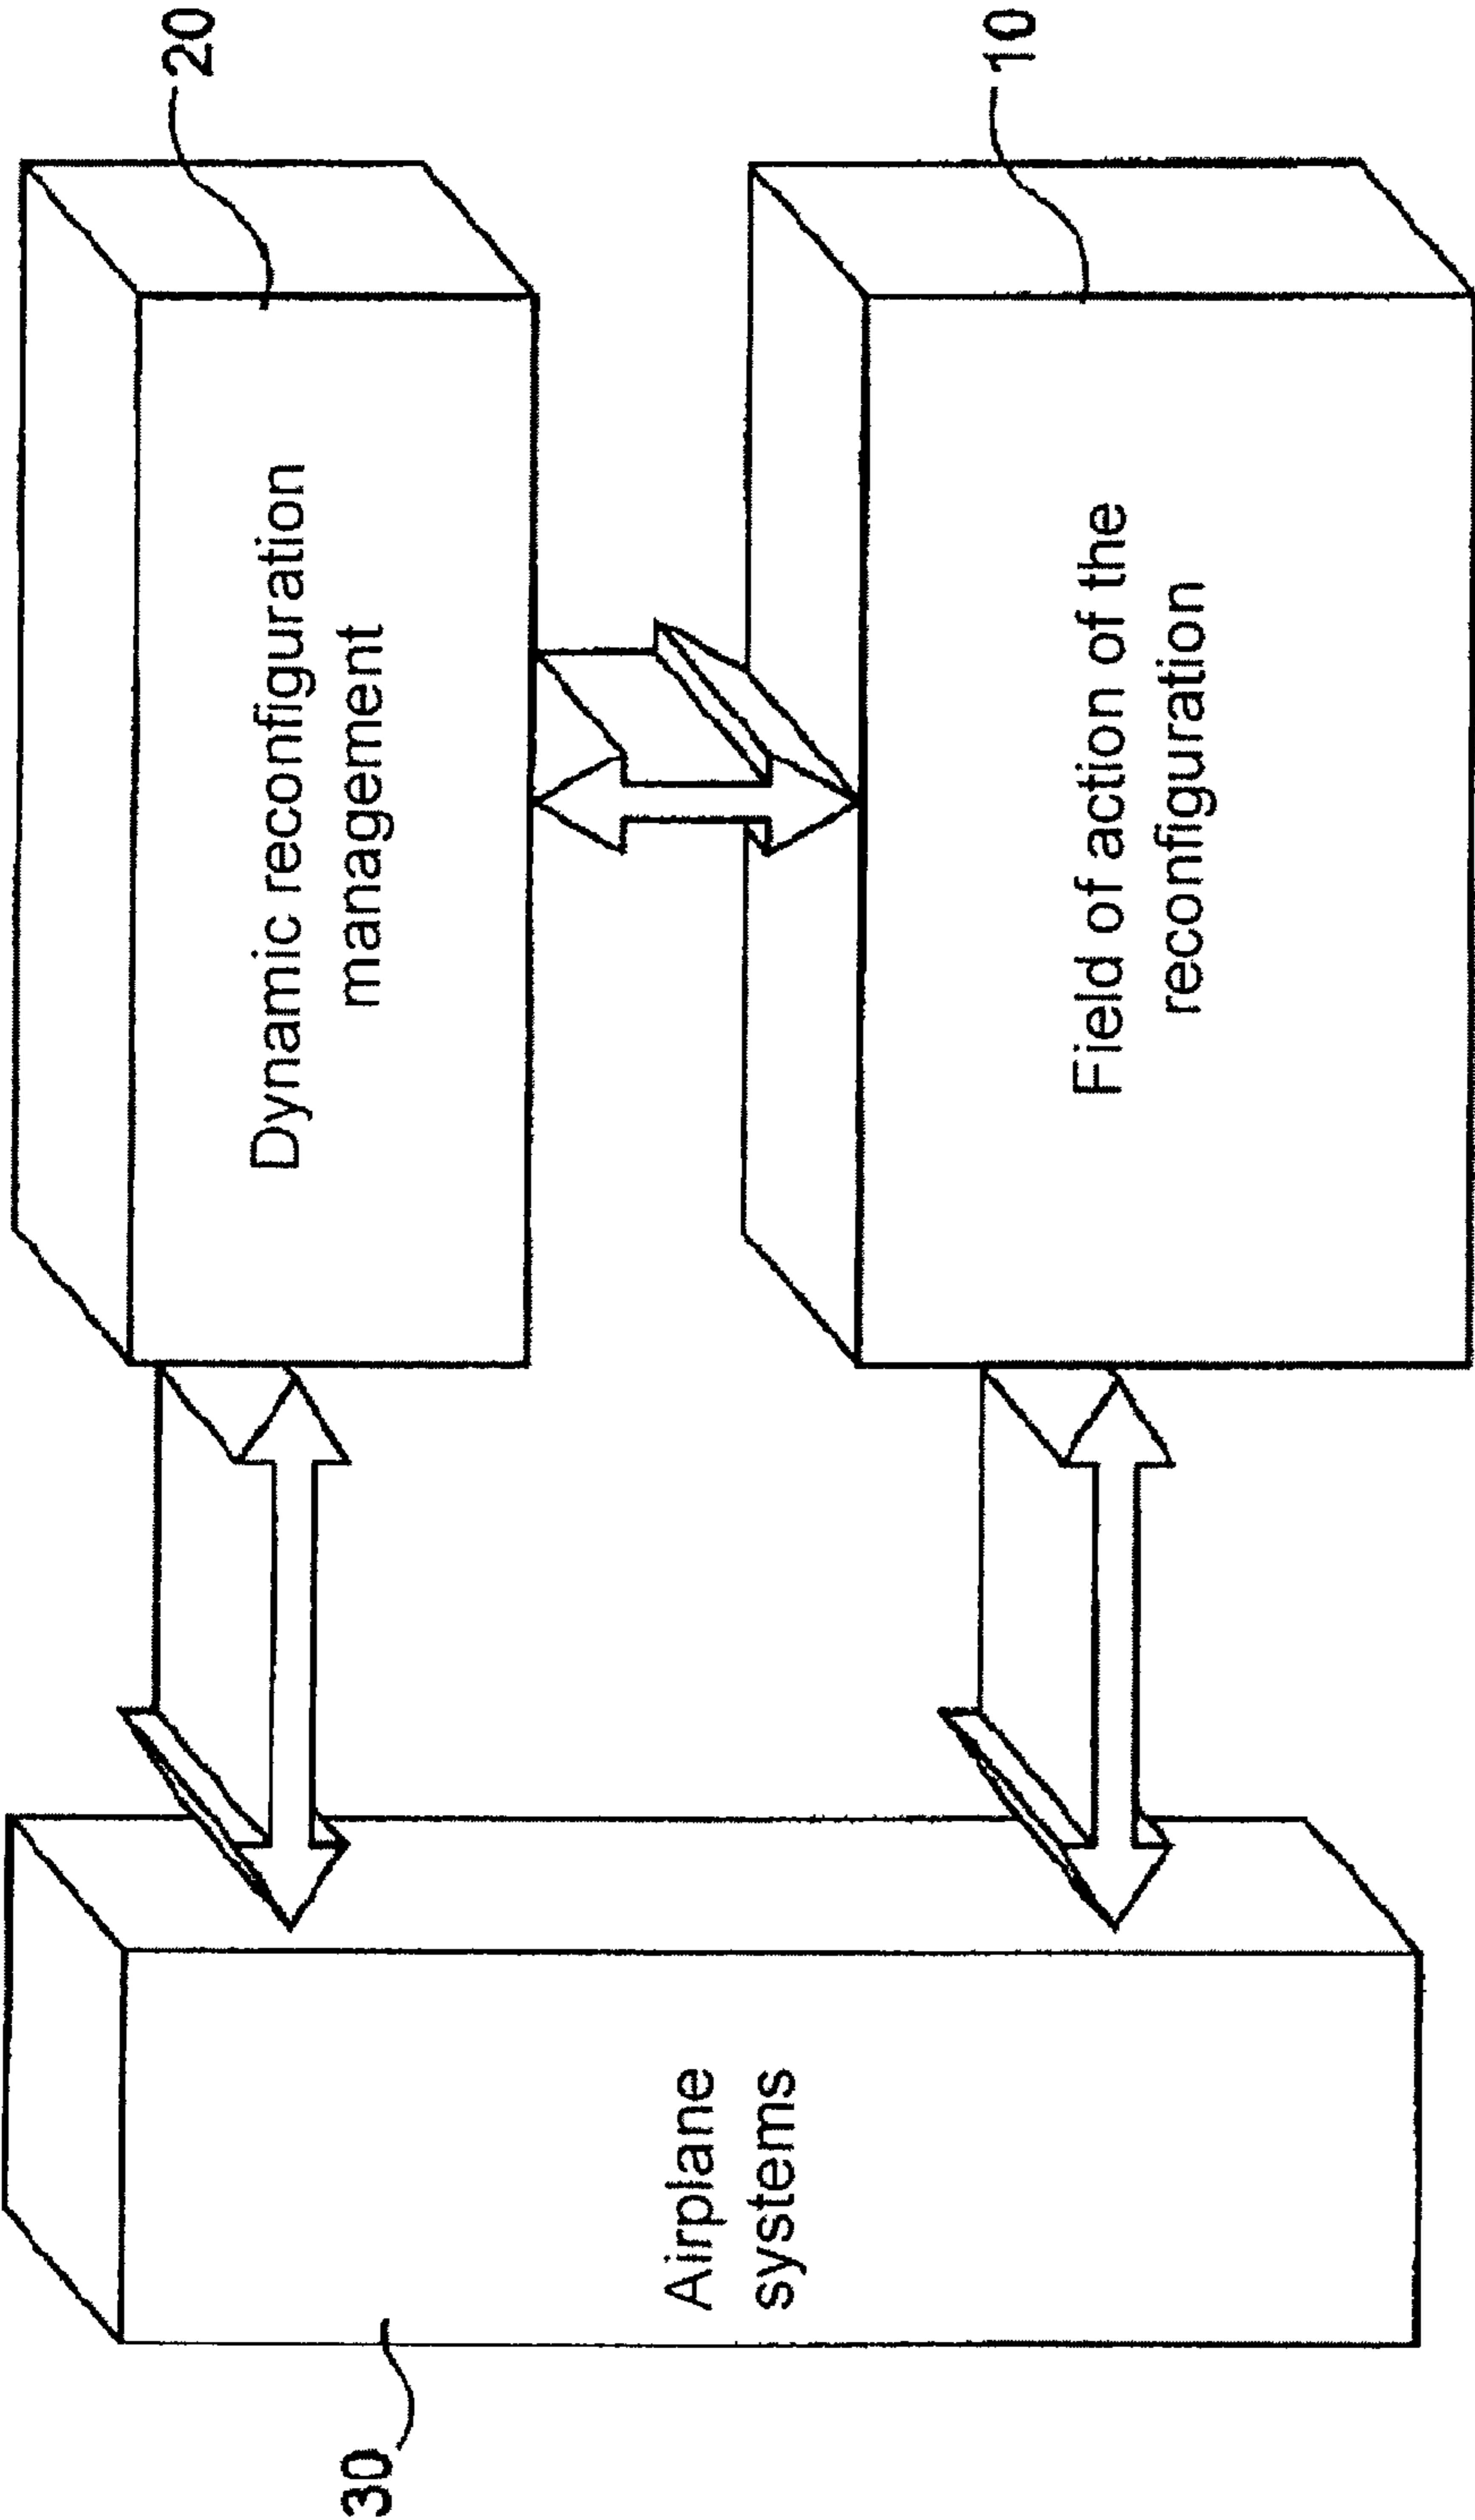 20
Dynamic reconfiguration
management
10
Field of action of the
reconfiguration
Airplane
systems
30